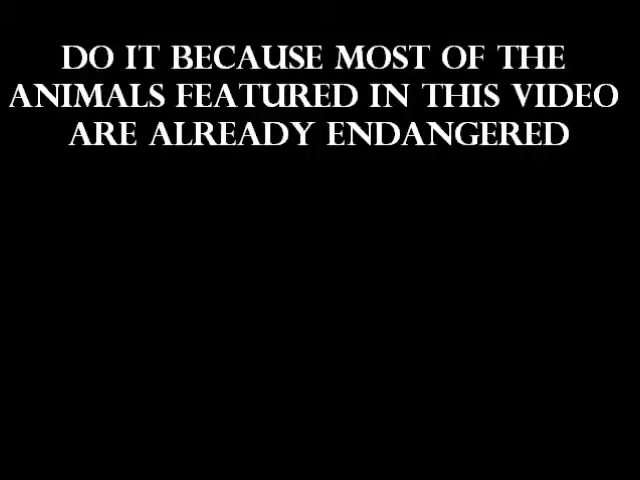 DO IT BECAUSE MOST OF THE
ANIMALS FEATURED IN THIS VIDEO
ARE ALREADY ENDANGERED